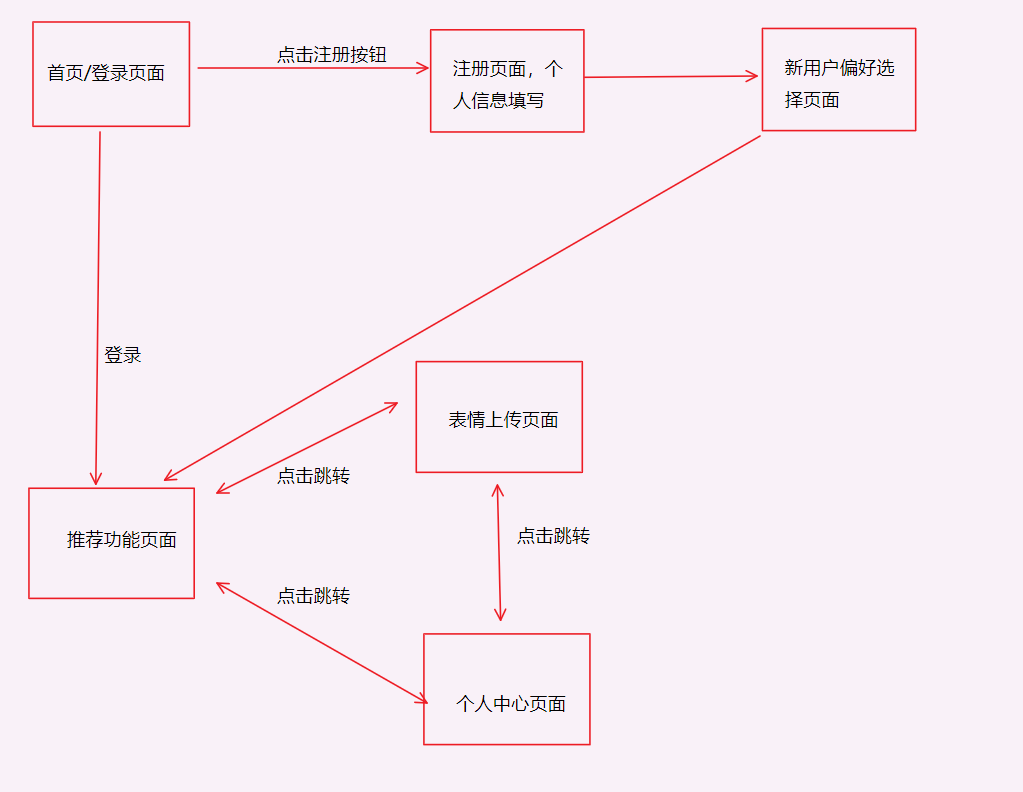 点击注册按钮
首页/登录页面
注册页面，个
人信息填写
新用户偏好选
择页面
登录
表情上传页面
点击跳转
点击跳转
推荐功能页面
点击跳转
个人中心页面